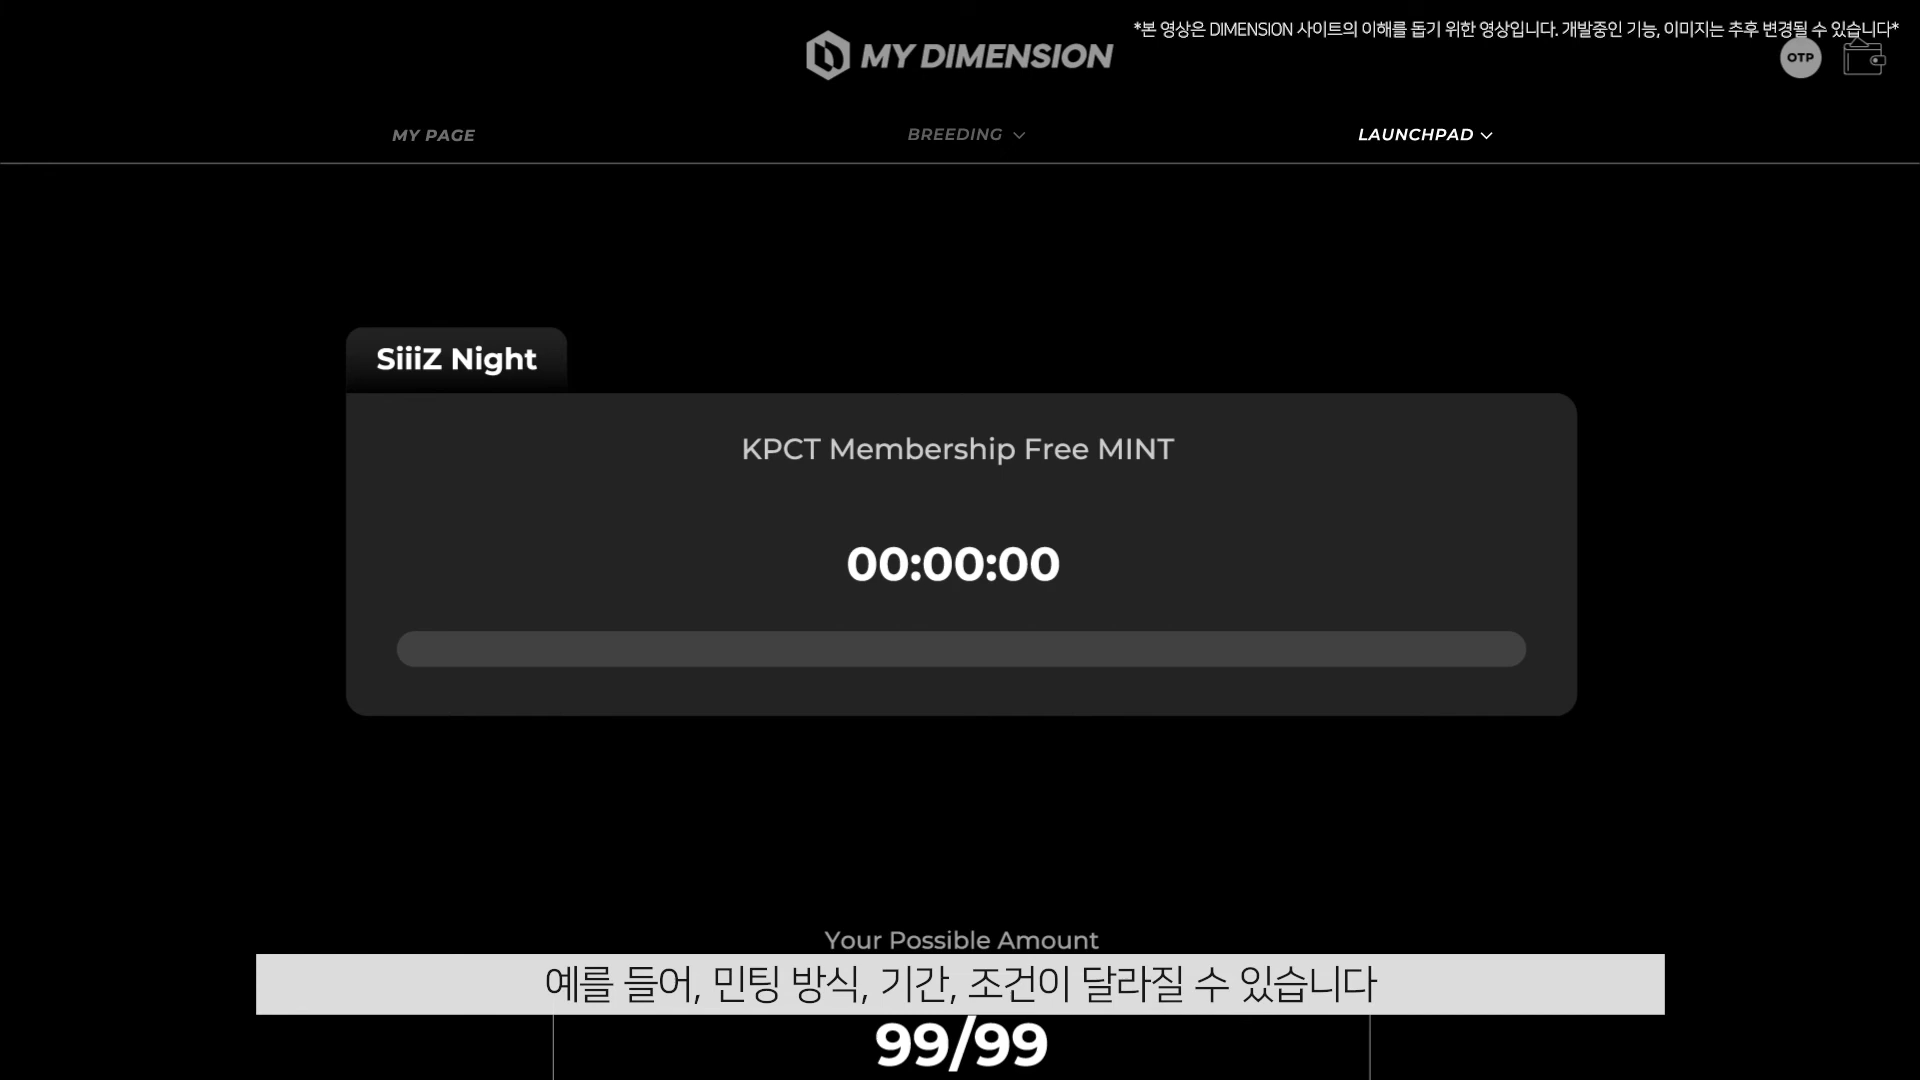 *본 영상은 DIMENSION 사이트의 이해를 돕기 위한 영상입니다. 개발중인 기능, 이미지는 추후 변경될 수 있습니다*
MY DIMENSION
OTP
MY PAGE
BREEDING
LAUNCHPAD
SiiiZ Night
KPCT Membership Free MINT
00:00:00
Your Possible Amount
예를 들어, 민팅 방식, 기간, 조건이 달라질 수 있습니다
99/99